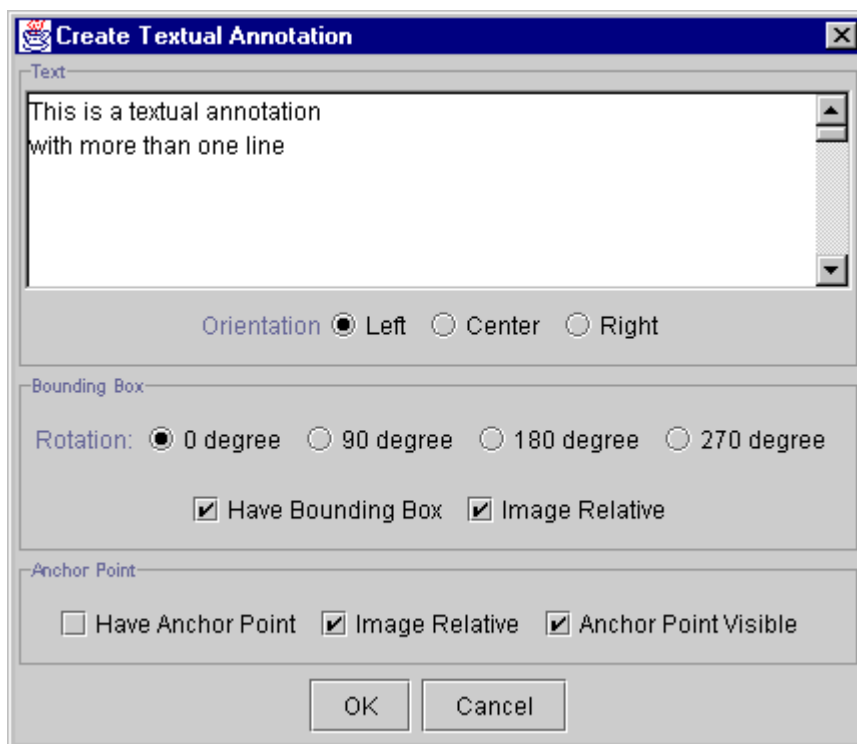 Create Textual Annotation
Text
This is a textual annotation
with more than one line
Orientation Left Center Right
Bounding Box
Rotation: 0 degree 90 degree 180 degree 270 degree
Have Bounding Box Image Relative
Anchor Point
Have Anchor Point Image Relative Anchor Point Visible
OK Cancel